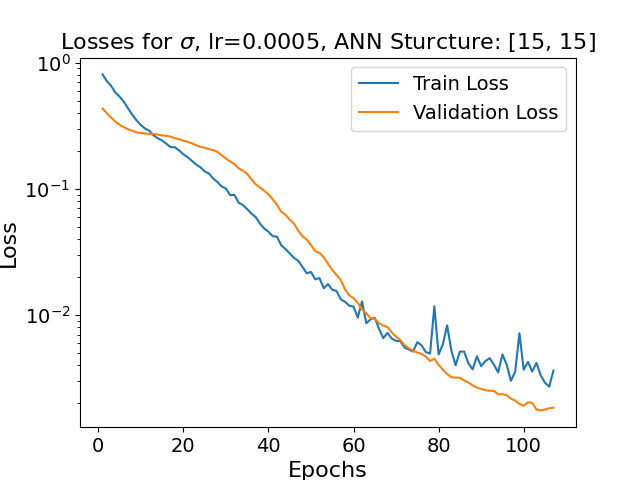 Losses for σ, lr=0.0005, ANN Sturcture: [15, 15]
Train Loss
Validation Loss
10⁰
10⁻¹
10⁻²
Loss
0 20 40 60 80 100
Epochs